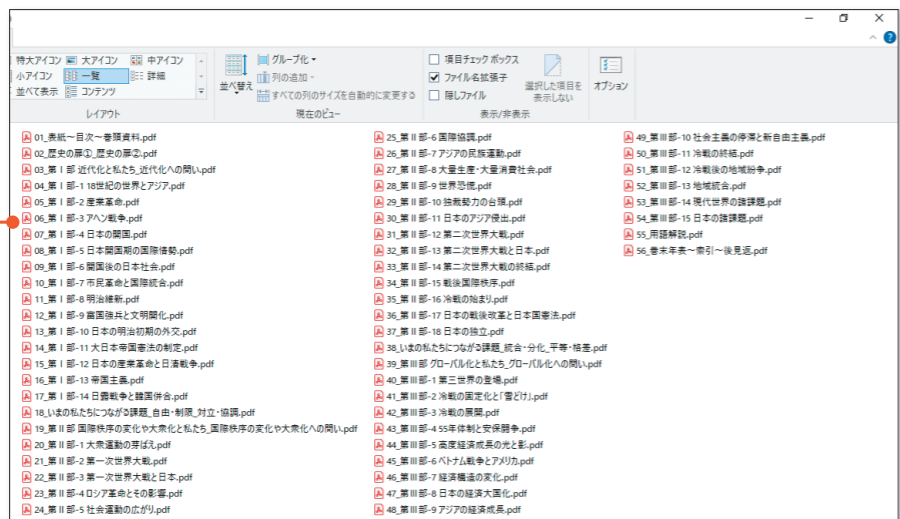 特大アイコン 大アイコン 中アイコン
小アイコン 一覧 詳細
並べて表示 コンテンツ
レイアウト
並べ替え
グループ化
列の追加
すべての列のサイズを自動的に変更する
現在のビュー
項目チェック ボックス
ファイル名拡張子
隠しファイル
選択した項目を
表示しない
表示/非表示
オプション
01_表紙~目次~巻頭資料.pdf
02_歴史の扉①_歴史の扉②.pdf
03_第Ⅰ部 近代化と私たち_近代化への問い.pdf
04_第Ⅰ部-1 18世紀の世界とアジア.pdf
05_第Ⅰ部-2 産業革命.pdf
06_第Ⅰ部-3 アヘン戦争.pdf
07_第Ⅰ部-4 日本の開国.pdf
08_第Ⅰ部-5 日本開国期の国際情勢.pdf
09_第Ⅰ部-6 開国後の日本社会.pdf
10_第Ⅰ部-7 市民革命と国際統合.pdf
11_第Ⅰ部-8 明治維新.pdf
12_第Ⅰ部-9 富国強兵と文明開化.pdf
13_第Ⅰ部-10 日本の明治初期の外交.pdf
14_第Ⅰ部-11 大日本帝国憲法の制定.pdf
15_第Ⅰ部-12 日本の産業革命と日清戦争.pdf
16_第Ⅰ部-13 帝国主義.pdf
17_第Ⅰ部-14 日露戦争と韓国併合.pdf
18_いまの私たちにつながる課題_自由・制限_対立・協調.pdf
19_第Ⅱ部 国際秩序の変化や大衆化と私たち_国際秩序の変化や大衆化への問い.pdf
20_第Ⅱ部-1 大衆運動の芽ばえ.pdf
21_第Ⅱ部-2 第一次世界大戦.pdf
22_第Ⅱ部-3 第一次世界大戦と日本.pdf
23_第Ⅱ部-4 ロシア革命とその影響.pdf
24_第Ⅱ部-5 社会運動の広がり.pdf
25_第Ⅱ部-6 国際協調.pdf
26_第Ⅱ部-7 アジアの民族運動.pdf
27_第Ⅱ部-8 大量生産・大量消費社会.pdf
28_第Ⅱ部-9 世界恐慌.pdf
29_第Ⅱ部-10 独裁勢力の台頭.pdf
30_第Ⅱ部-11 日本のアジア侵出.pdf
31_第Ⅱ部-12 第二次世界大戦.pdf
32_第Ⅱ部-13 第二次世界大戦と日本.pdf
33_第Ⅱ部-14 第二次世界大戦の終結.pdf
34_第Ⅱ部-15 戦後国際秩序.pdf
35_第Ⅱ部-16 冷戦の始まり.pdf
36_第Ⅱ部-17 日本の戦後改革と日本国憲法.pdf
37_第Ⅱ部-18 日本の独立.pdf
38_いまの私たちにつながる課題_統合・分化_平等・格差.pdf
39_第Ⅲ部 グローバル化と私たち_グローバル化への問い.pdf
40_第Ⅲ部-1 第三世界の登場.pdf
41_第Ⅲ部-2 冷戦の固定化と「雪どけ」.pdf
42_第Ⅲ部-3 冷戦の展開.pdf
43_第Ⅲ部-4 55年体制と安保闘争.pdf
44_第Ⅲ部-5 高度経済成長の光と影.pdf
45_第Ⅲ部-6 ベトナム戦争とアメリカ.pdf
46_第Ⅲ部-7 経済構造の変化.pdf
47_第Ⅲ部-8 日本の経済大国化.pdf
48_第Ⅲ部-9 アジアの経済成長.pdf
49_第Ⅲ部-10 社会主義の停滞と新自由主義.pdf
50_第Ⅲ部-11 冷戦の終結.pdf
51_第Ⅲ部-12 冷戦後の地域紛争.pdf
52_第Ⅲ部-13 地域統合.pdf
53_第Ⅲ部-14 現代世界の諸課題.pdf
54_第Ⅲ部-15 日本の諸課題.pdf
55_用語解説.pdf
56_巻末年表~索引~後見返.pdf